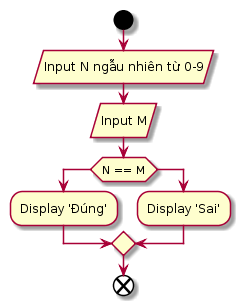 Input N ngẫu nhiên từ 0-9
Input M
N == M
Display 'Đúng'
Display 'Sai'